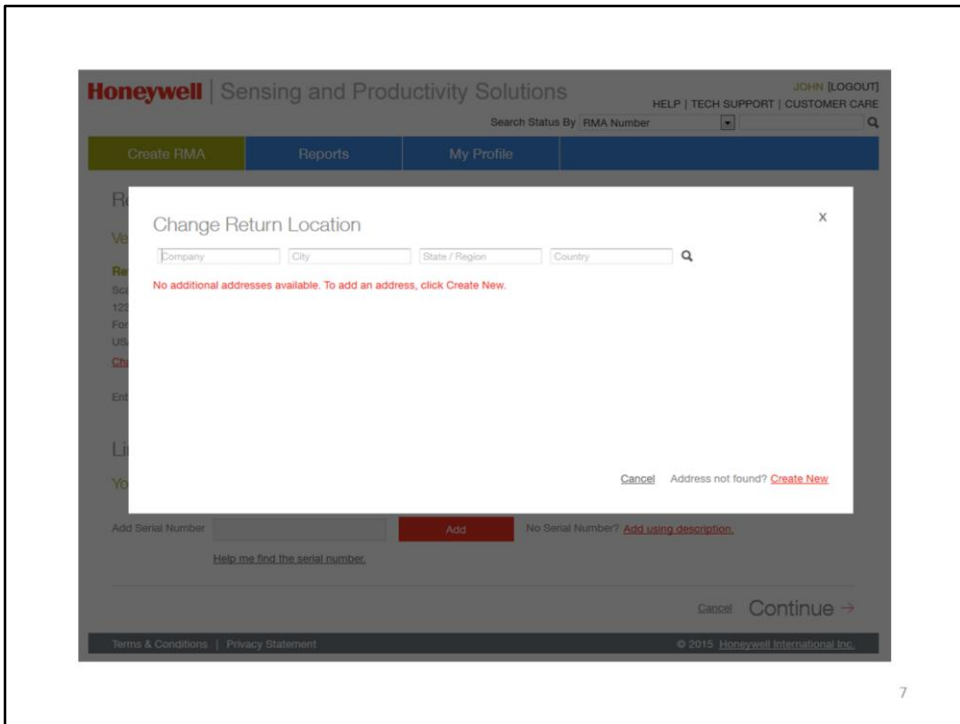 Honeywell | Sensing and Productivity Solutions
JOHN [LOGOUT]
HELP | TECH SUPPORT | CUSTOMER CARE
Search Status By RMA Number
Create RMA Reports My Profile
Change Return Location X
Company City State / Region Country
No additional addresses available. To add an address, click Create New.
Cancel Address not found? Create New
Add Serial Number Add No Serial Number? Add using description.
Help me find the serial number.
Cancel Continue →
Terms & Conditions | Privacy Statement © 2015 Honeywell International Inc.
7